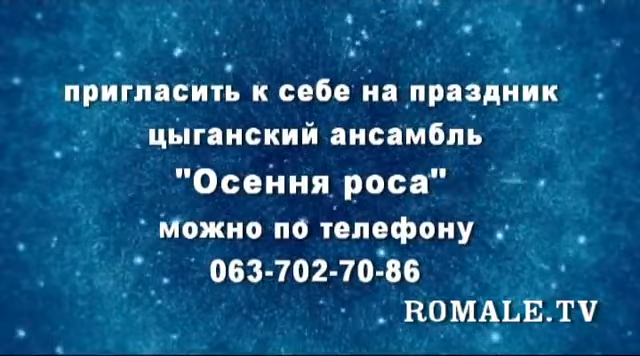 пригласить к себе на праздник
цыганский ансамбль
"Осення роса"
можно по телефону
063-702-70-86
ROMALE.TV